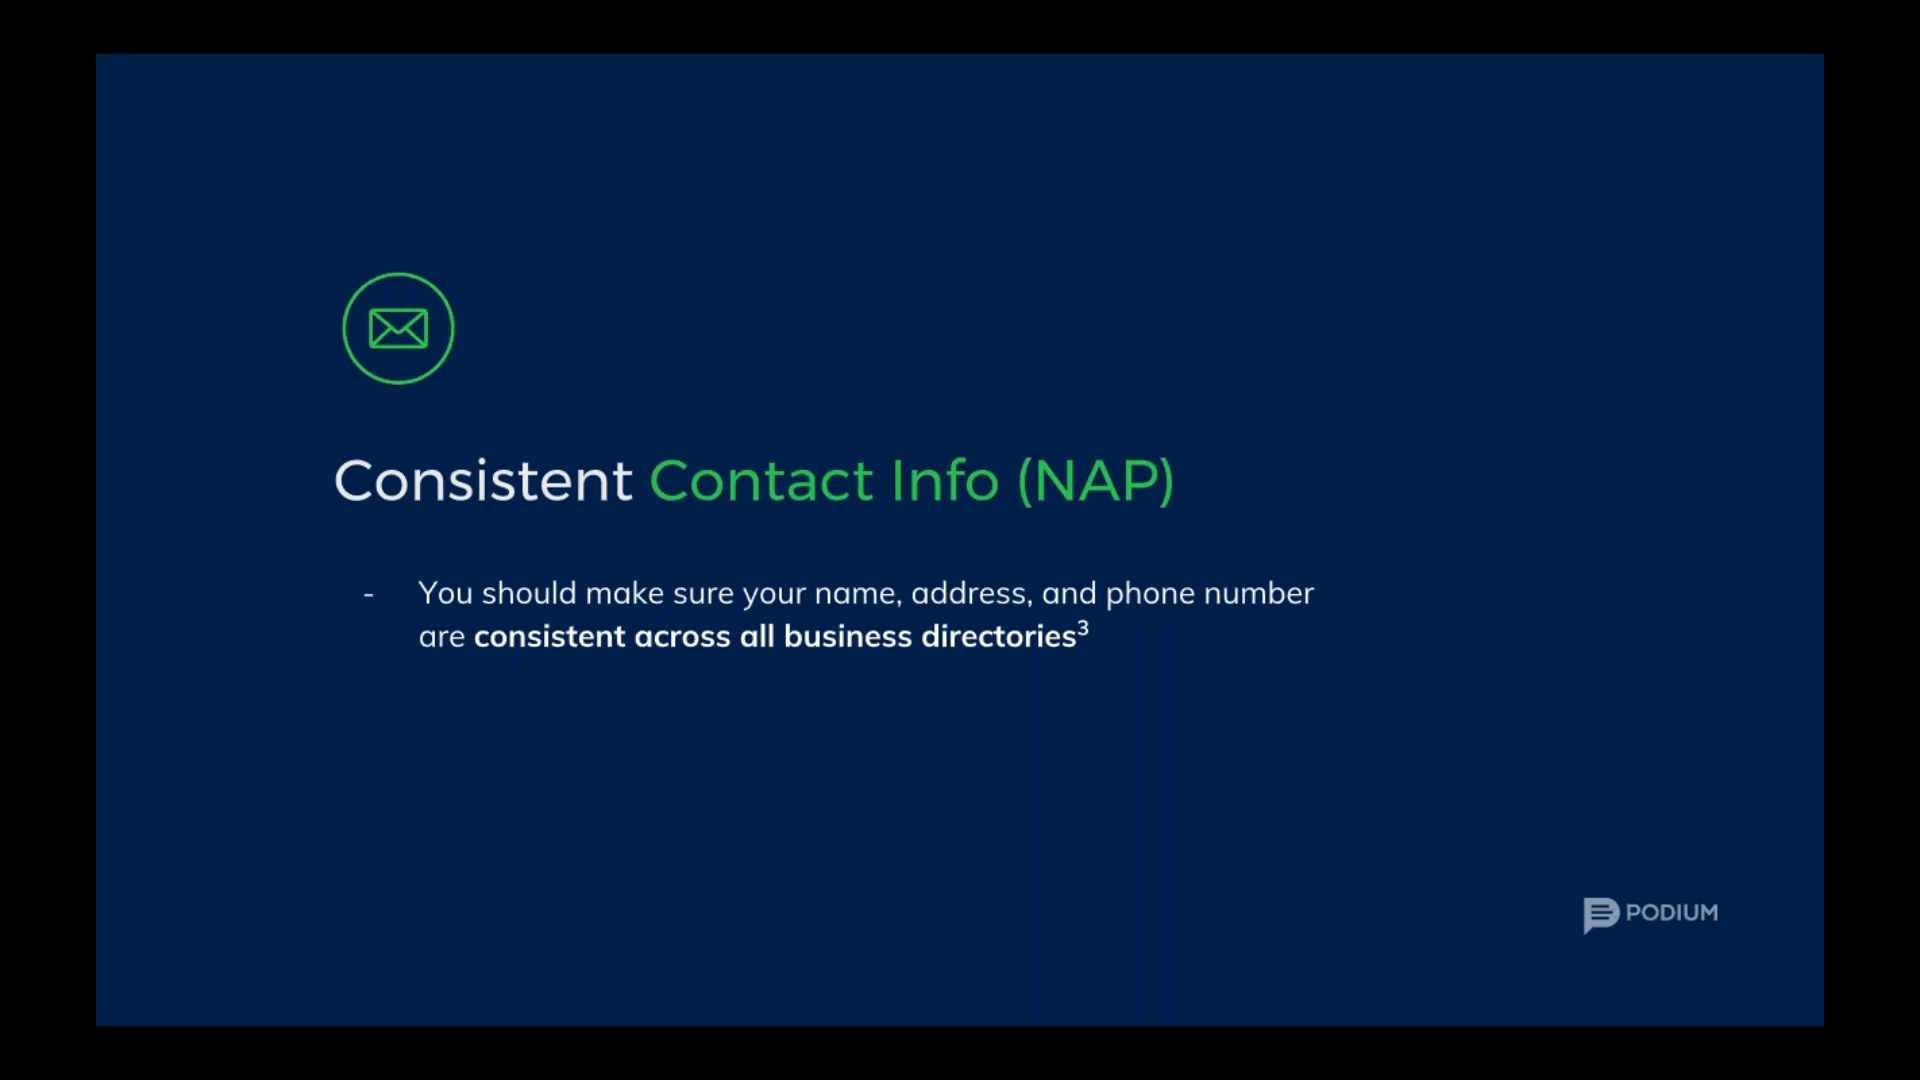 Consistent Contact Info (NAP)
- You should make sure your name, address, and phone number
are consistent across all business directories³
PODIUM